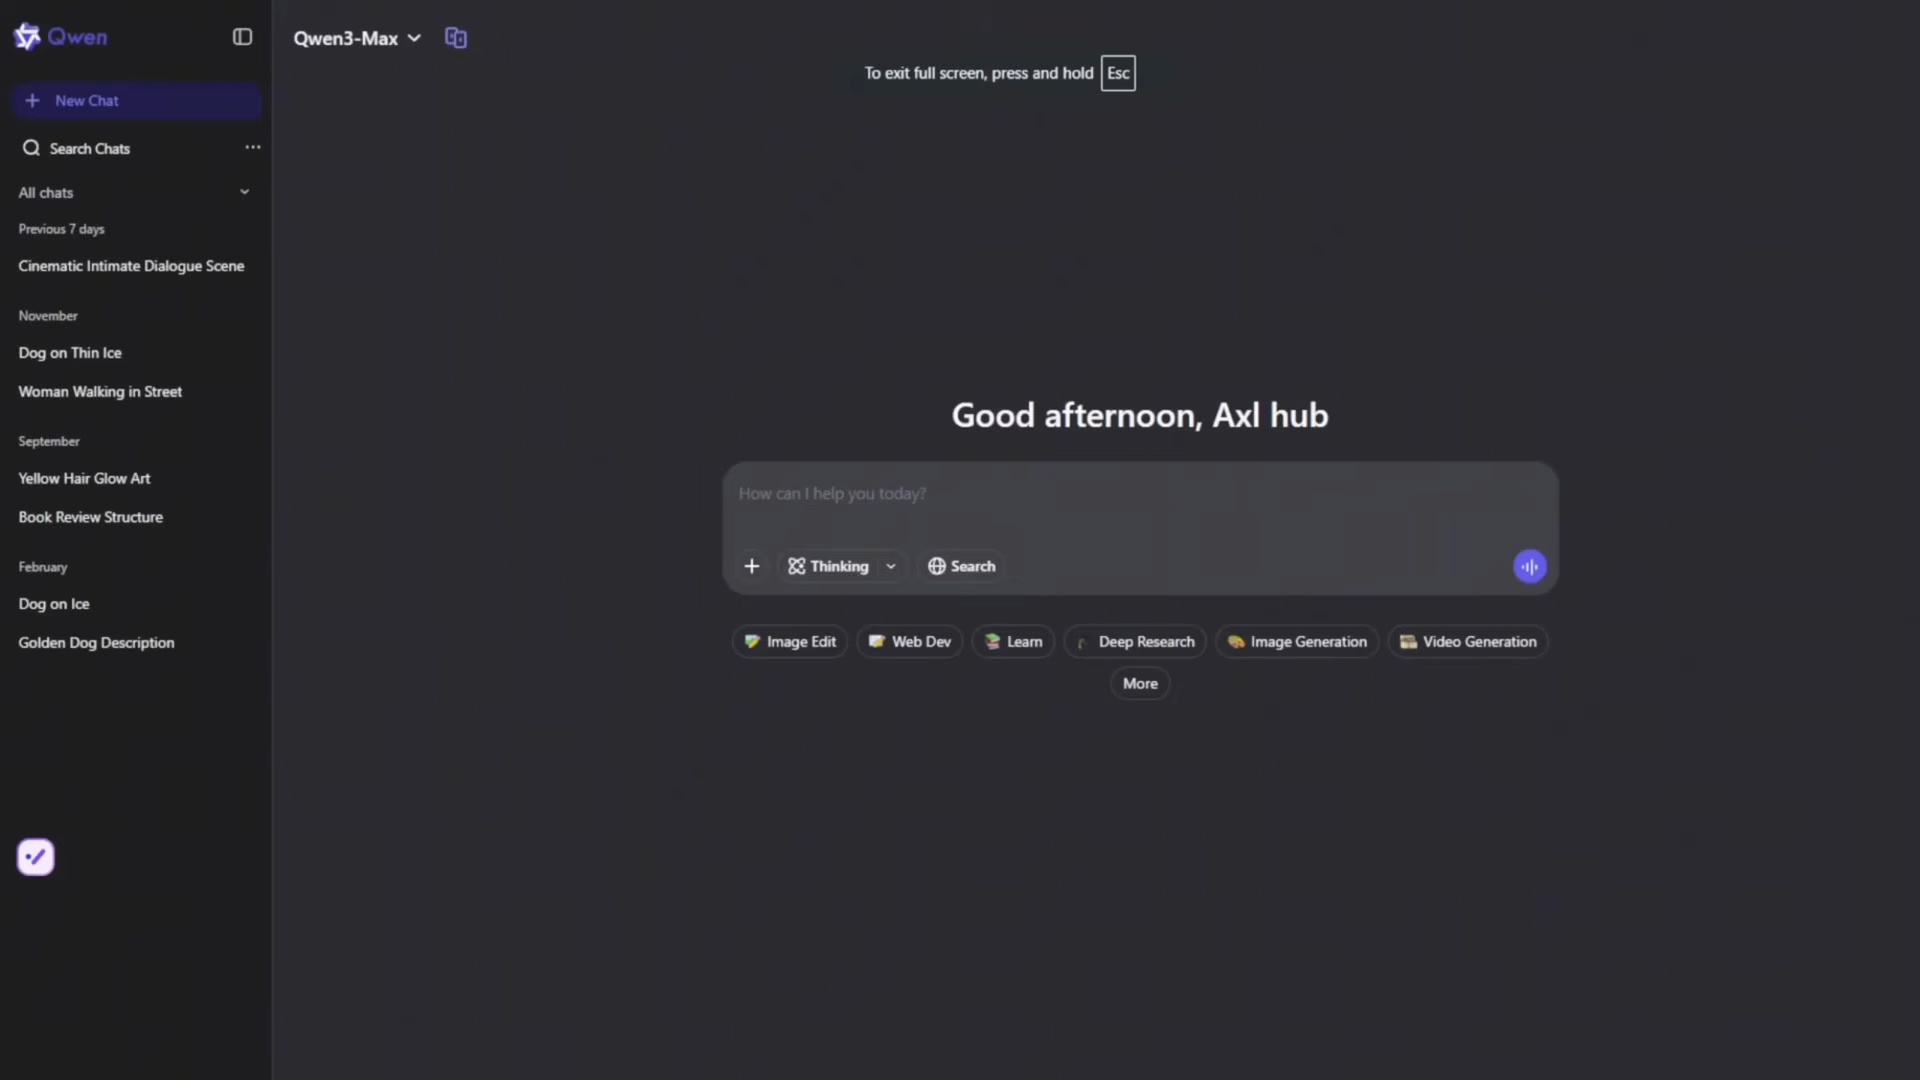 Qwen
New Chat
Search Chats
All chats
Previous 7 days
Cinematic Intimate Dialogue Scene
November
Dog on Thin Ice
Woman Walking in Street
September
Yellow Hair Glow Art
Book Review Structure
February
Dog on Ice
Golden Dog Description
Qwen3-Max
To exit full screen, press and hold Esc
Good afternoon, Axl hub
How can I help you today?
Thinking Search
Image Edit Web Dev Learn Deep Research Image Generation Video Generation
More